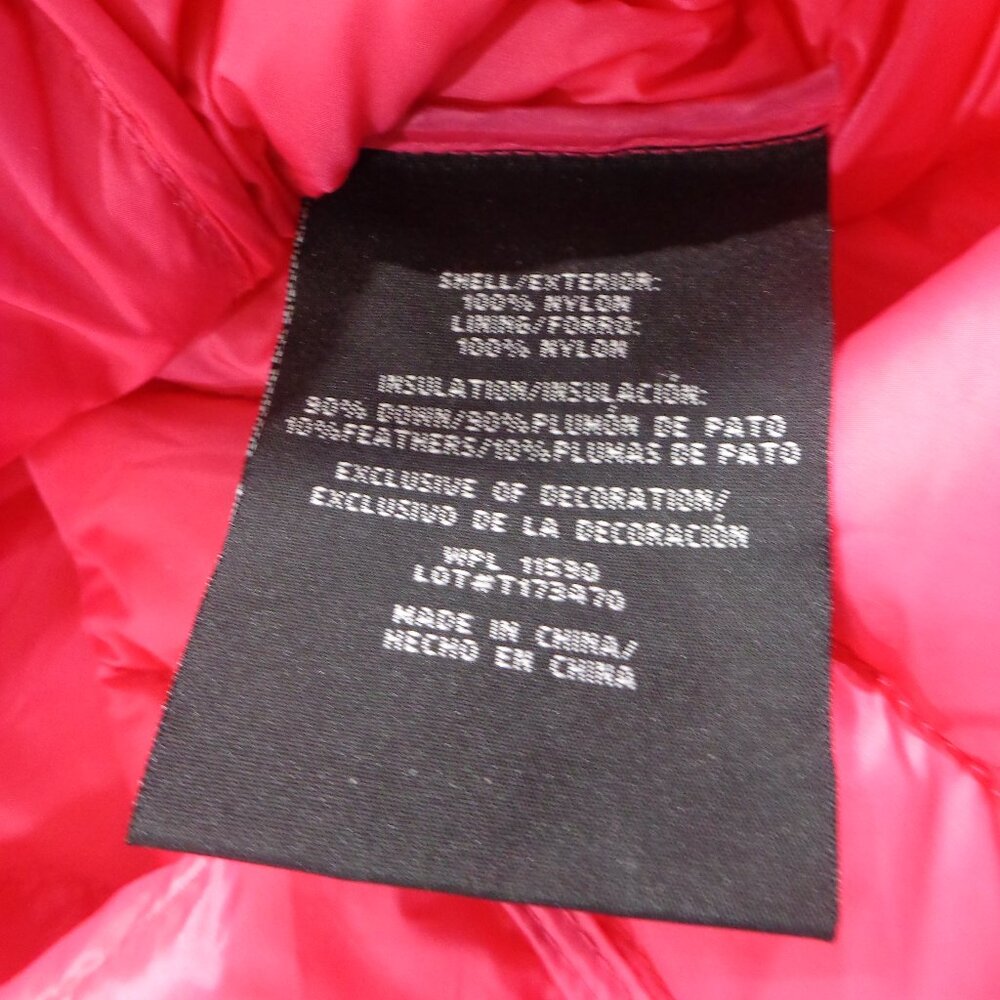 SHELL/EXTERIOR:
100% NYLON
LINING/FORRO:
100% NYLON
INSULATION/INSULACIÓN:
90% DOWN/90%PLUMÓN DE PATO
10%FEATHERS/10%PLUMAS DE PATO
EXCLUSIVE OF DECORATION/
EXCLUSIVO DE LA DECORACIÓN
WPL 11590
LOT#T173470
MADE IN CHINA/
HECHO EN CHINA